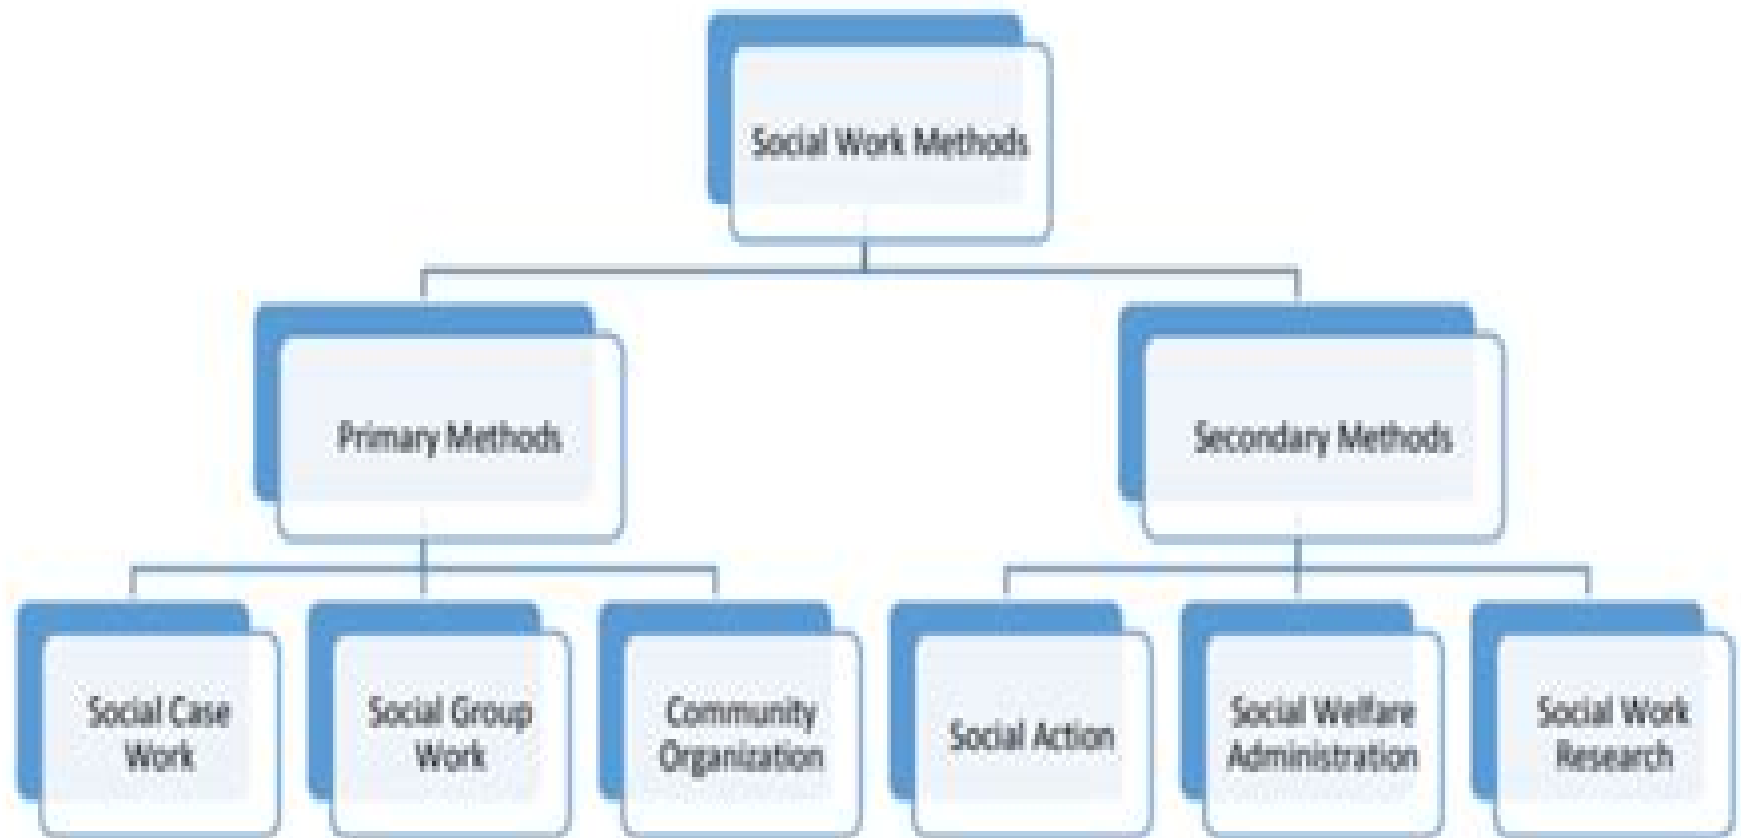 Social Work Methods
Primary Methods
Secondary Methods
Social Case
Work
Social Group
Work
Community
Organization
Social Action
Social Welfare
Administration
Social Work
Research